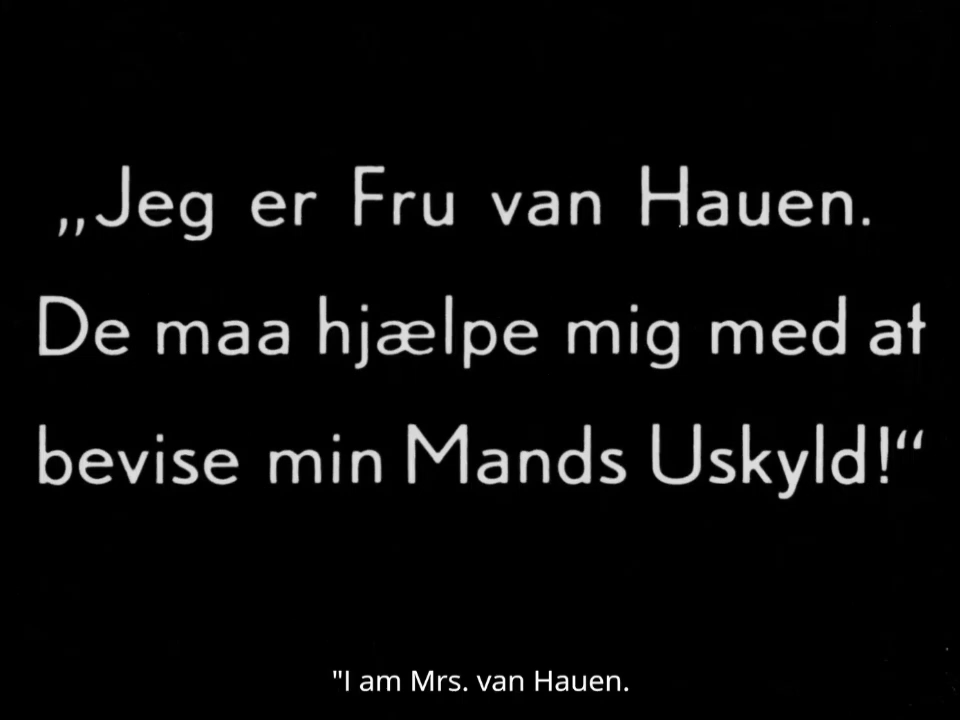 „Jeg er Fru van Hauen.
De maa hjælpe mig med at
bevise min Mands Uskyld!“
"I am Mrs. van Hauen.